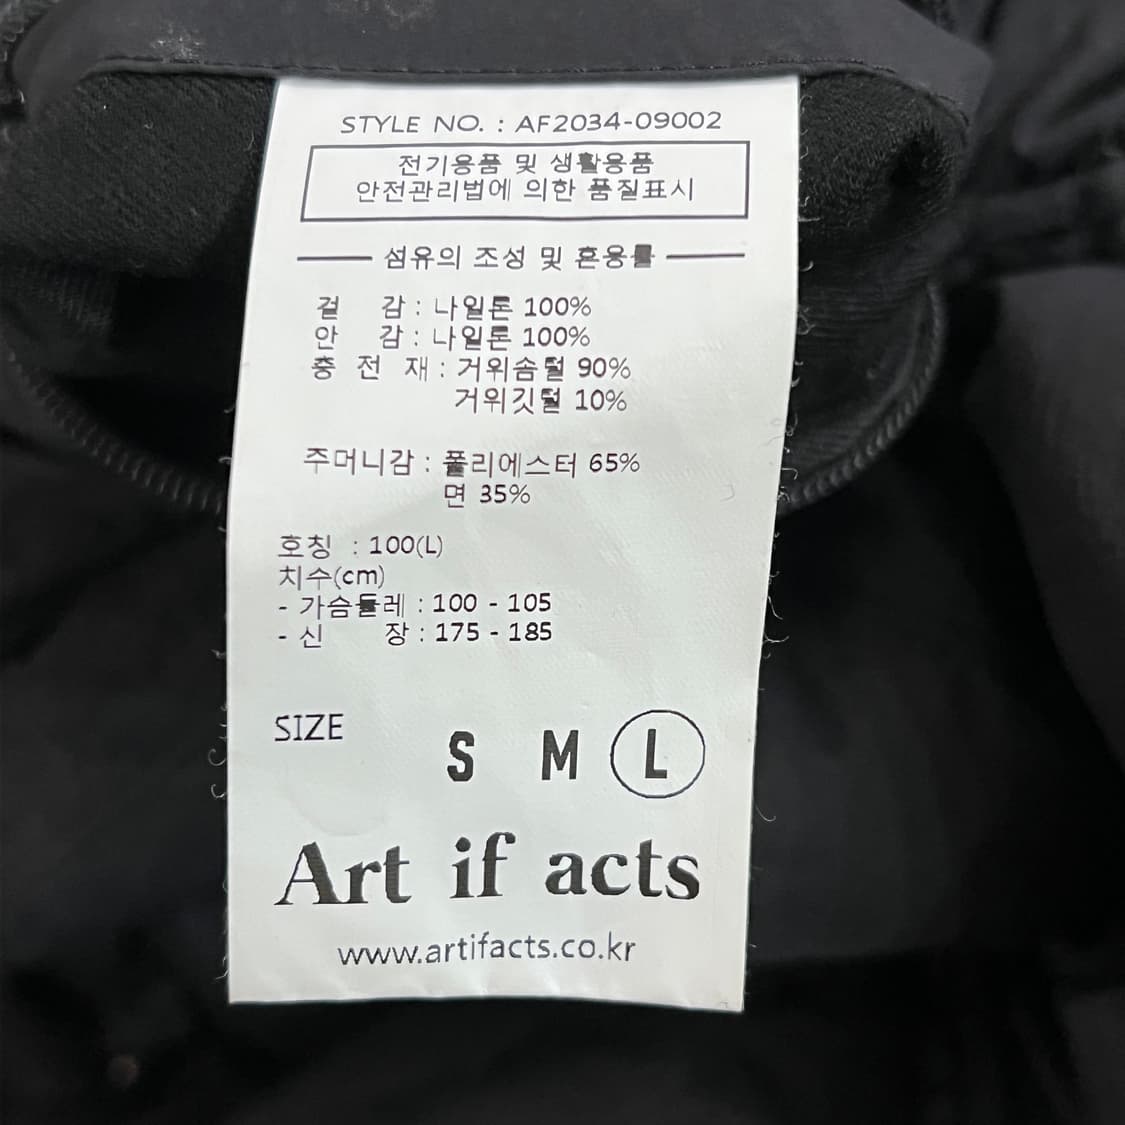 STYLE NO. : AF2034-09002
전기용품 및 생활용품
안전관리법에 의한 품질표시
섬유의 조성 및 혼용률
겉 감 : 나일론 100%
안 감 : 나일론 100%
충 전 재 : 거위솜털 90%
거위깃털 10%
주머니감 : 폴리에스터 65%
면 35%
호칭 : 100(L)
치수(cm)
- 가슴둘레 : 100 - 105
- 신 장 : 175 - 185
SIZE S M L
Art if acts
www.artifacts.co.kr